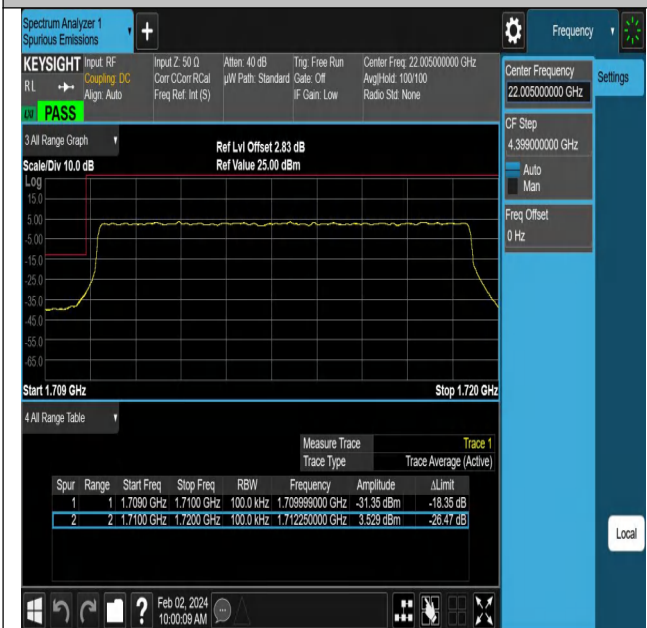 Spectrum Analyzer 1
Spurious Emissions
+
Frequency
KEYSIGHT Input: RF Input Z: 50 Ω Atten: 40 dB Trig: Free Run Center Freq: 22.005000000 GHz
RL Coupling: DC Corr CCorr RCal µW Path: Standard Gate: Off Avg|Hold: 100/100
Align: Auto Freq Ref: Int (S) IF Gain: Low Radio Std: None
PASS
Center Frequency
22.005000000 GHz
Settings
CF Step
4.399000000 GHz
Auto
Man
Freq Offset
0 Hz
3 All Range Graph
Ref Lvl Offset 2.83 dB
Scale/Div 10.0 dB Ref Value 25.00 dBm
Log
15.0
5.00
-5.00
-15.0
-25.0
-35.0
-45.0
-55.0
-65.0
Start 1.709 GHz Stop 1.720 GHz
4 All Range Table
Measure Trace Trace 1
Trace Type Trace Average (Active)
Spur Range Start Freq Stop Freq RBW Frequency Amplitude ΔLimit
1 1 1.7090 GHz 1.7100 GHz 100.0 kHz 1.709999000 GHz -31.35 dBm -18.35 dB
2 2 1.7100 GHz 1.7200 GHz 100.0 kHz 1.712250000 GHz 3.529 dBm -26.47 dB
Local
? Feb 02, 2024
10:00:09 AM